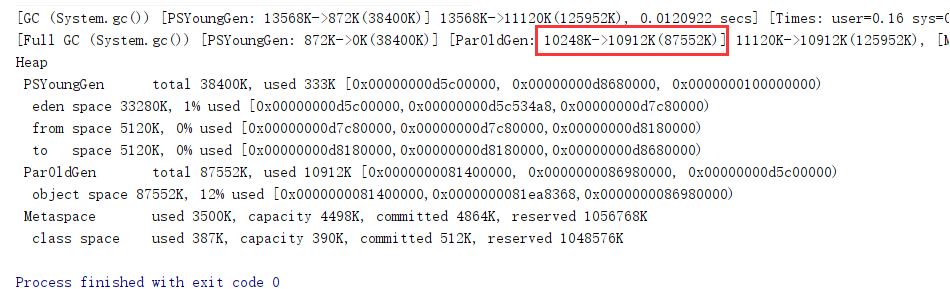 [GC (System.gc()) [PSYoungGen: 13568K->872K(38400K)] 13568K->11120K(125952K), 0.0120922 secs] [Times: user=0.16 sys=0
[Full GC (System.gc()) [PSYoungGen: 872K->0K(38400K)] [ParOldGen: 10248K->10912K(87552K)] 11120K->10912K(125952K), [M
Heap
PSYoungGen      total 38400K, used 333K [0x00000000d5c00000, 0x00000000d8680000, 0x0000000100000000)
eden space 33280K, 1% used [0x00000000d5c00000,0x00000000d5c534a8,0x00000000d7c80000)
from space 5120K, 0% used [0x00000000d7c80000,0x00000000d7c80000,0x00000000d8180000)
to   space 5120K, 0% used [0x00000000d8180000,0x00000000d8180000,0x00000000d8680000)
ParOldGen       total 87552K, used 10912K [0x0000000081400000, 0x0000000086980000, 0x00000000d5c00000)
object space 87552K, 12% used [0x0000000081400000,0x0000000081ea8368,0x0000000086980000)
Metaspace       used 3500K, capacity 4498K, committed 4864K, reserved 1056768K
class space    used 387K, capacity 390K, committed 512K, reserved 1048576K
Process finished with exit code 0